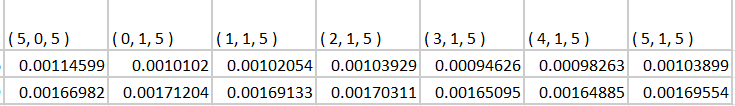 ( 5, 0, 5 ) ( 0, 1, 5 ) ( 1, 1, 5 ) ( 2, 1, 5 ) ( 3, 1, 5 ) ( 4, 1, 5 ) ( 5, 1, 5 )
0.00114599 0.0010102 0.00102054 0.00103929 0.00094626 0.00098263 0.00103899
0.00166982 0.00171204 0.00169133 0.00170311 0.00165095 0.00164885 0.00169554